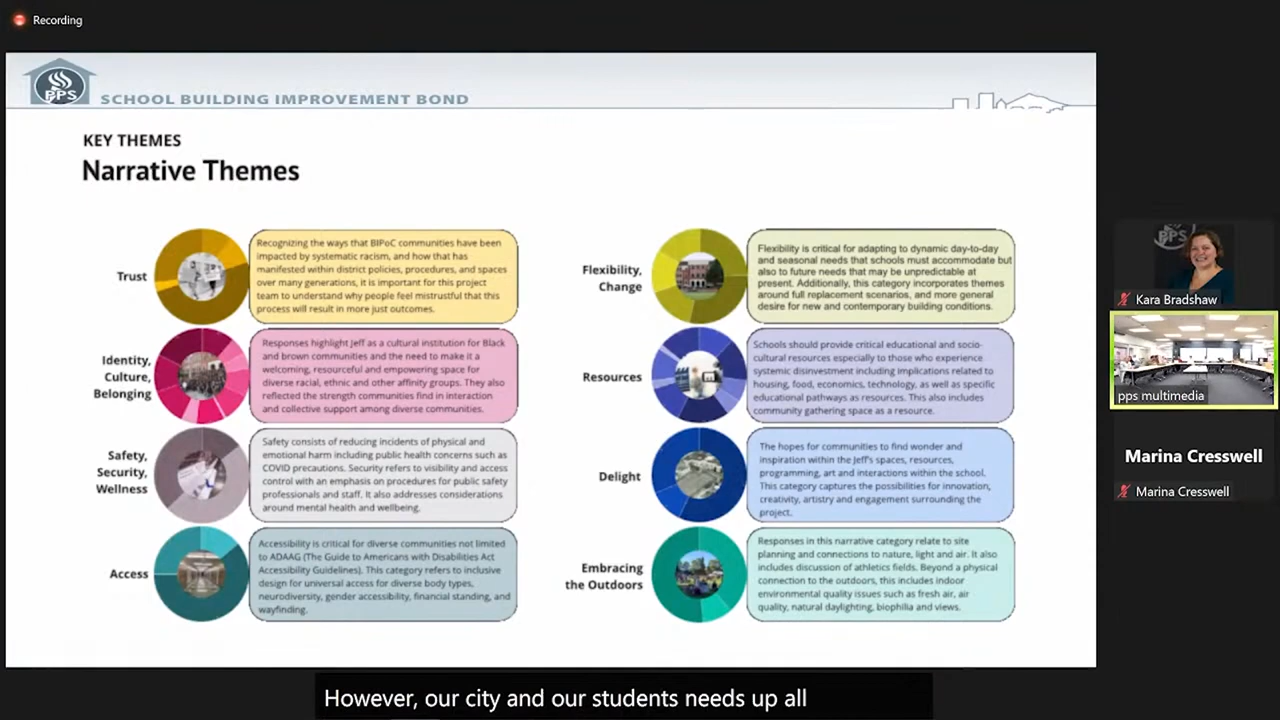 Recording
PPS
SCHOOL BUILDING IMPROVEMENT BOND
KEY THEMES
Narrative Themes
Trust
Recognizing the ways that BIPoC communities have been
impacted by systematic racism, and how that has
manifested within district policies, procedures, and spaces
over many generations, it is important for this project
team to understand why people feel mistrustful that this
process will result in more just outcomes.
Identity,
Culture,
Belonging
Responses highlight Jeff as a cultural institution for Black
and brown communities and the need to make it a
welcoming, resourceful and empowering space for
diverse racial, ethnic and other affinity groups. They also
reflected the strength communities find in interaction
and collective support among diverse communities.
Safety,
Security,
Wellness
Safety consists of reducing incidents of physical and
emotional harm including public health concerns such as
COVID precautions. Security refers to visibility and access
control with an emphasis on procedures for public safety
professionals and staff. It also addresses considerations
around mental health and wellbeing.
Access
Accessibility is critical for diverse communities not limited
to ADAAG (The Guide to Americans with Disabilities Act
Accessibility Guidelines). This category refers to inclusive
design for universal access for diverse body types,
neurodiversity, gender accessibility, financial standing, and
wayfinding.
Flexibility,
Change
Flexibility is critical for adapting to dynamic day-to-day
and seasonal needs that schools must accommodate but
also to future needs that may be unpredictable at
present. Additionally, this category incorporates themes
around full replacement scenarios, and more general
desire for new and contemporary building conditions.
Resources
Schools should provide critical educational and socio-
cultural resources especially to those who experience
systemic disinvestment including implications related to
housing, food, economics, technology, as well as specific
educational pathways as resources. This also includes
community gathering space as a resource.
Delight
The hopes for communities to find wonder and
inspiration within the Jeff's spaces, resources,
programming, art and interactions within the school.
This category captures the possibilities for innovation,
creativity, artistry and engagement surrounding the
project.
Embracing
the Outdoors
Responses in this narrative category relate to site
planning and connections to nature, light and air. It also
includes discussion of athletics fields. Beyond a physical
connection to the outdoors, this includes indoor
environmental quality issues such as fresh air, air
quality, natural daylighting, biophilia and views.
PPS
Kara Bradshaw
pps multimedia
Marina Cresswell
Marina Cresswell
However, our city and our students needs up all